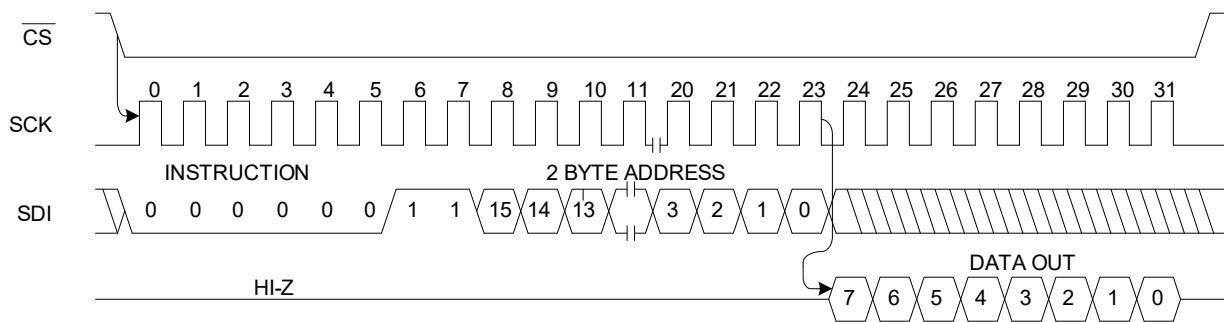 CS
0 1 2 3 4 5 6 7 8 9 10 11 20 21 22 23 24 25 26 27 28 29 30 31
SCK
INSTRUCTION 2 BYTE ADDRESS
SDI 0 0 0 0 0 0 1 1 15 14 13 3 2 1 0
DATA OUT
HI-Z
7 6 5 4 3 2 1 0